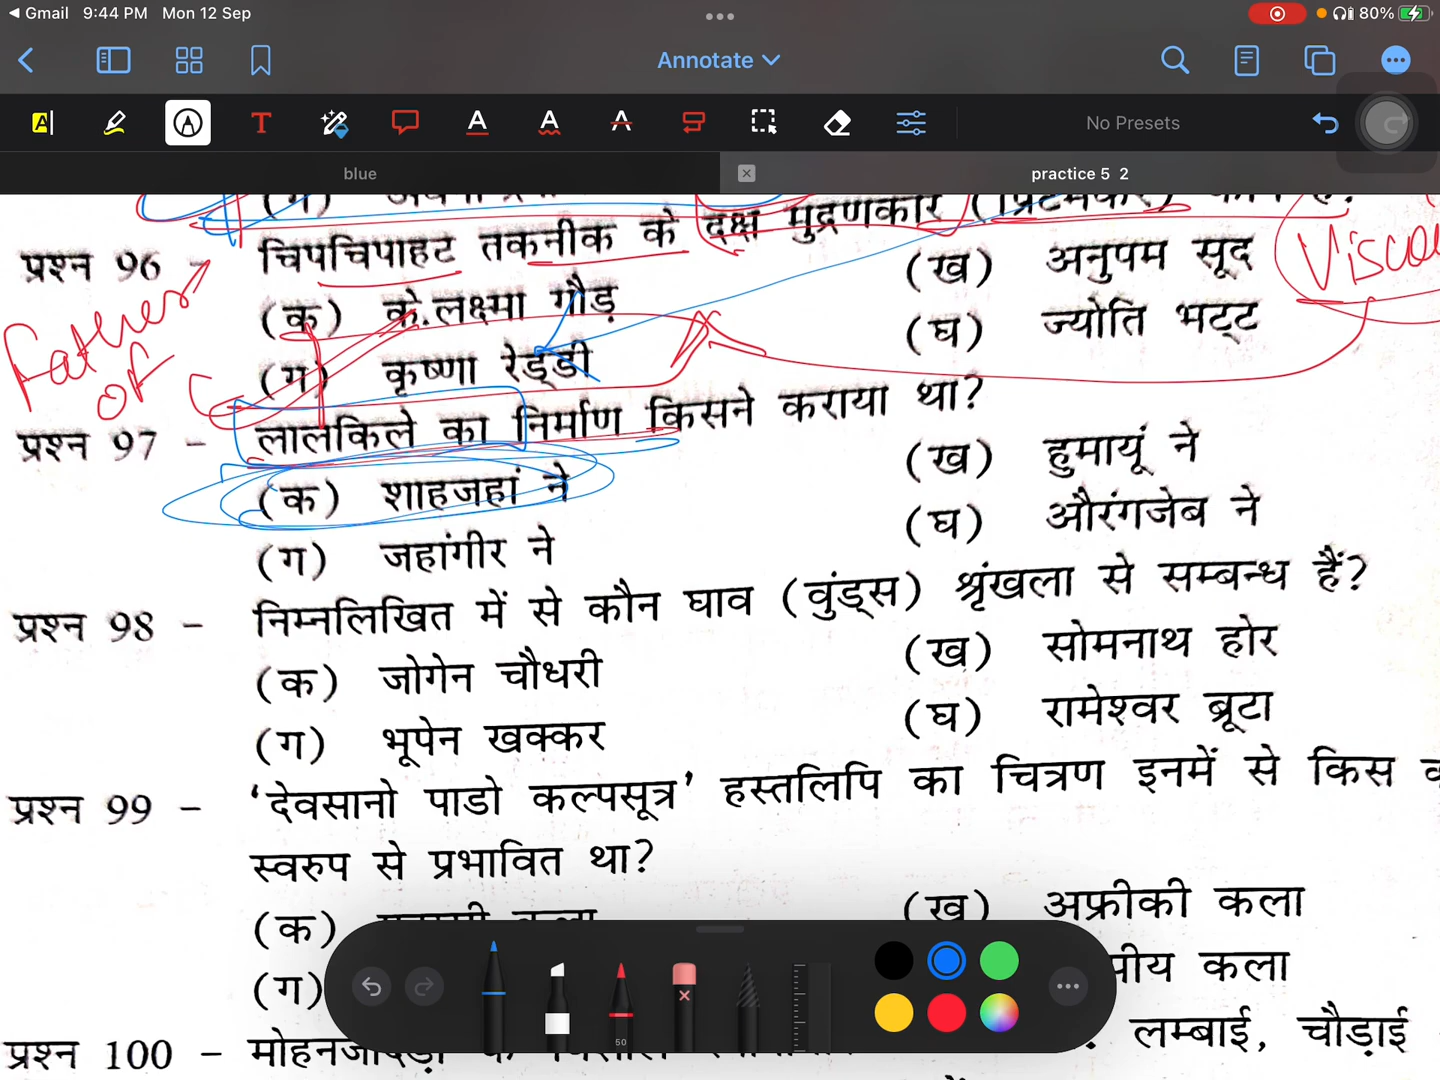 Gmail 9:44 PM Mon 12 Sep 80%
Annotate
No Presets
blue practice 5 2
प्रश्न 96 - चिपचिपाहट तकनीक के दक्ष मुद्रणकार (प्रिंटमेकर) कौन है?
(क) के.लक्ष्मा गौड़ (ख) अनुपम सूद
(ग) कृष्णा रेड्डी (घ) ज्योति भट्ट
Father of
प्रश्न 97 - लालकिले का निर्माण किसने कराया था?
(क) शाहजहां ने (ख) हुमायूं ने
(ग) जहांगीर ने (घ) औरंगजेब ने
प्रश्न 98 - निम्नलिखित में से कौन घाव (वुंड्स) श्रृंखला से सम्बन्ध हैं?
(क) जोगेन चौधरी (ख) सोमनाथ होर
(ग) भूपेन खक्कर (घ) रामेश्वर ब्रूटा
प्रश्न 99 - 'देवसानो पाडो कल्पसूत्र' हस्तलिपि का चित्रण इनमें से किस
स्वरुप से प्रभावित था?
(क) कला (ख) अफ्रीकी कला
(ग) कला
प्रश्न 100 - लम्बाई, चौड़ाई
50